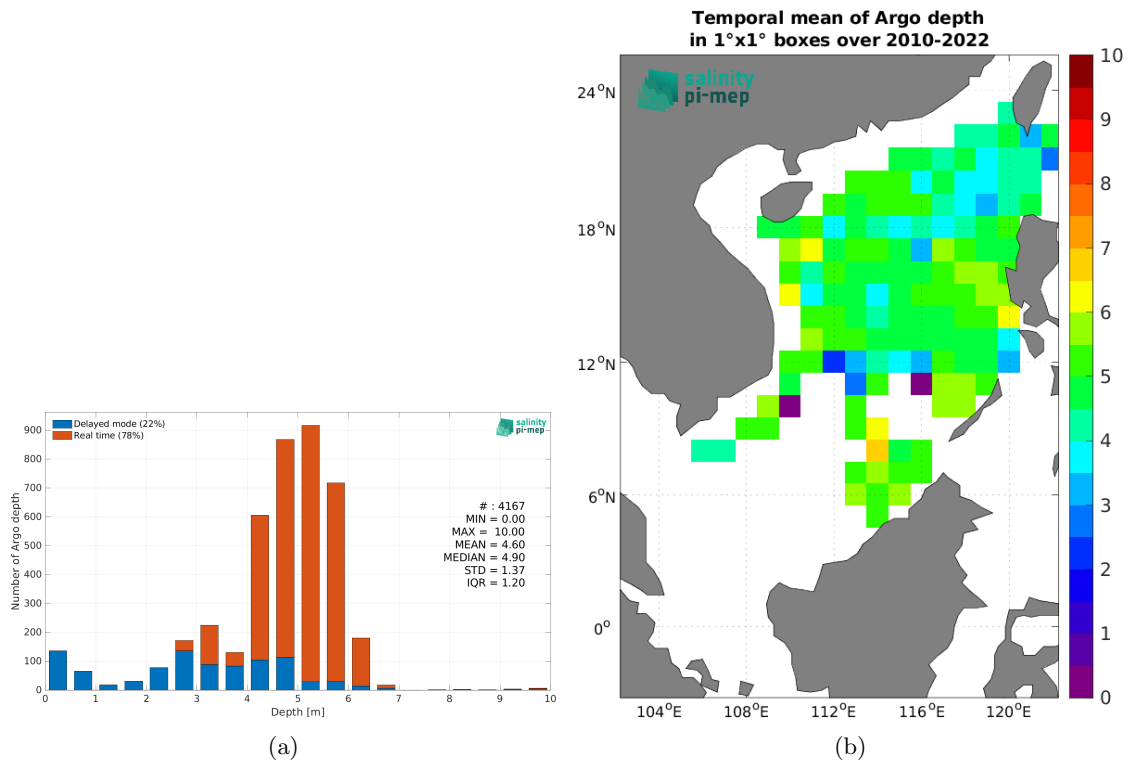 Delayed mode (22%)
Real time (78%)
salinity
pi-mep
# : 4167
MIN = 0.00
MAX = 10.00
MEAN = 4.60
MEDIAN = 4.90
STD = 1.37
IQR = 1.20
Number of Argo depth
900
800
700
600
500
400
300
200
100
0
0 1 2 3 4 5 6 7 8 9 10
Depth [m]
(a)
Temporal mean of Argo depth
in 1°x1° boxes over 2010-2022
salinity
pi-mep
24°N
18°N
12°N
6°N
0°
104°E 108°E 112°E 116°E 120°E
10
9
8
7
6
5
4
3
2
1
0
(b)